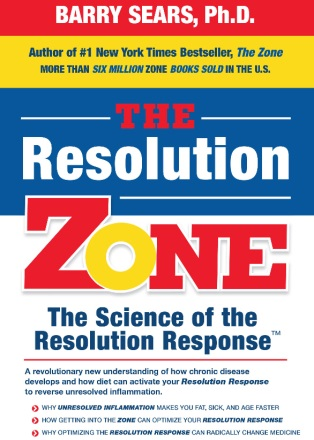 BARRY SEARS, Ph.D.
Author of #1 New York Times Bestseller, The Zone
MORE THAN SIX MILLION ZONE BOOKS SOLD IN THE U.S.
THE
Resolution
ZONE
The Science of the
Resolution Response™
A revolutionary new understanding of how chronic disease
develops and how diet can activate your Resolution Response
to reverse unresolved inflammation.
WHY UNRESOLVED INFLAMMATION MAKES YOU FAT, SICK, AND AGE FASTER
HOW GETTING INTO THE ZONE CAN OPTIMIZE YOUR RESOLUTION RESPONSE
WHY OPTIMIZING THE RESOLUTION RESPONSE CAN RADICALLY CHANGE MEDICINE